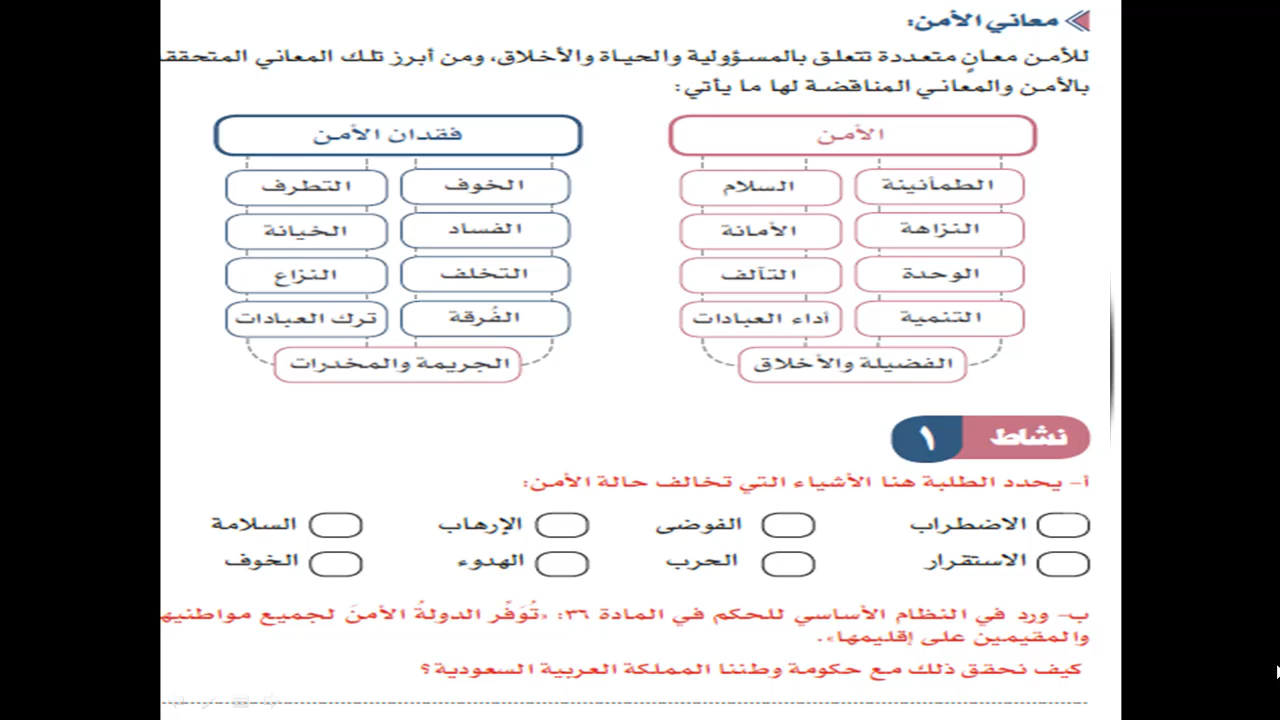 معاني الأمن:
للأمن معانٍ متعددة تتعلق بالمسؤولية والحياة والأخلاق، ومن أبرز تلك المعاني المتحققة
بالأمن والمعاني المناقضة لها ما يأتي:
الأمن
الطمأنينة السلام
النزاهة الأمانة
الوحدة التآلف
التنمية أداء العبادات
الفضيلة والأخلاق
فقدان الأمن
الخوف التطرف
الفساد الخيانة
التخلف النزاع
الفُرقة ترك العبادات
الجريمة والمخدرات
نشاط ١
أ- يحدد الطلبة هنا الأشياء التي تخالف حالة الأمن:
الاضطراب الفوضى الإرهاب السلامة
الاستقرار الحرب الهدوء الخوف
ب- ورد في النظام الأساسي للحكم في المادة ٣٦: «تُوَفِّر الدولةُ الأمنَ لجميع مواطنيها
والمقيمين على إقليمها».
كيف نحقق ذلك مع حكومة وطننا المملكة العربية السعودية؟